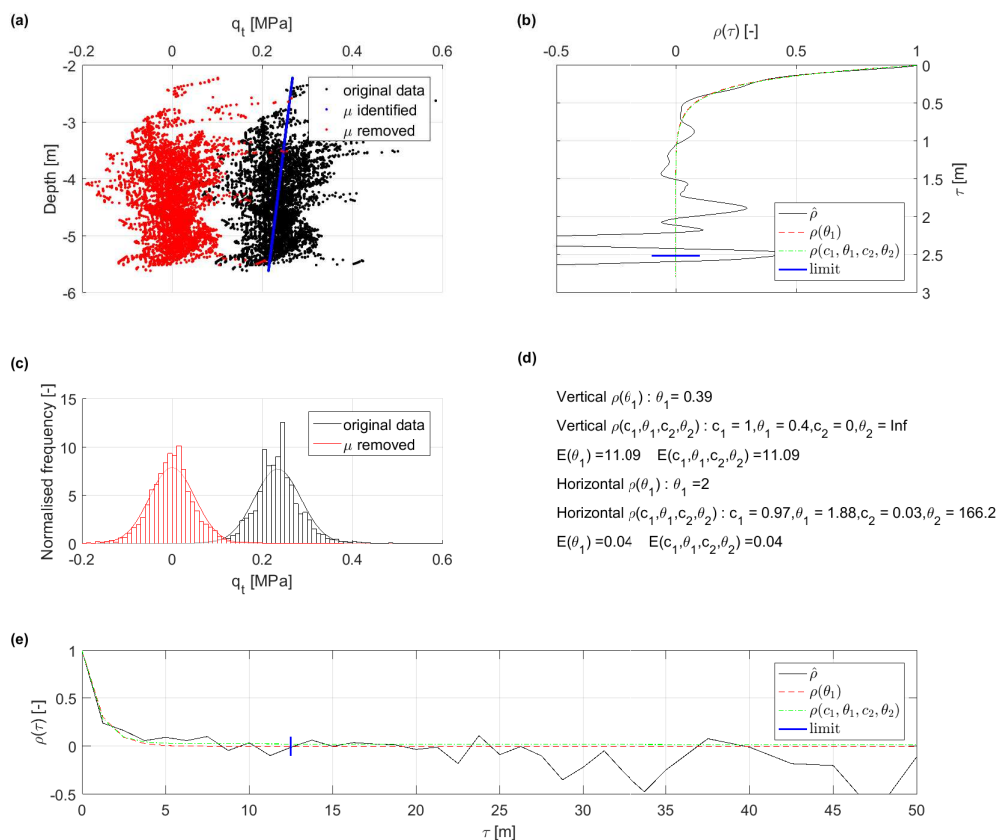 (a)
q_t [MPa]
-0.2 0 0.2 0.4 0.6
-2
-3
-4
-5
-6
Depth [m]
original data
μ identified
μ removed
(b)
ρ(τ) [-]
-0.5 0 0.5 1
0
0.5
1
1.5
2
2.5
3
τ [m]
ρ̂
ρ(θ₁)
ρ(c₁, θ₁, c₂, θ₂)
limit
(c)
Normalised frequency [-]
15
10
5
0
original data
μ removed
-0.2 0 0.2 0.4 0.6
q_t [MPa]
(d)
Vertical ρ(θ₁) : θ₁= 0.39
Vertical ρ(c₁,θ₁,c₂,θ₂) : c₁ = 1,θ₁ = 0.4,c₂ = 0,θ₂ = Inf
E(θ₁) =11.09 E(c₁,θ₁,c₂,θ₂) =11.09
Horizontal ρ(θ₁) : θ₁ =2
Horizontal ρ(c₁,θ₁,c₂,θ₂) : c₁ = 0.97,θ₁ = 1.88,c₂ = 0.03,θ₂ = 166.2
E(θ₁) =0.04 E(c₁,θ₁,c₂,θ₂) =0.04
(e)
ρ(τ) [-]
1
0.5
0
-0.5
ρ̂
ρ(θ₁)
ρ(c₁, θ₁, c₂, θ₂)
limit
0 5 10 15 20 25 30 35 40 45 50
τ [m]